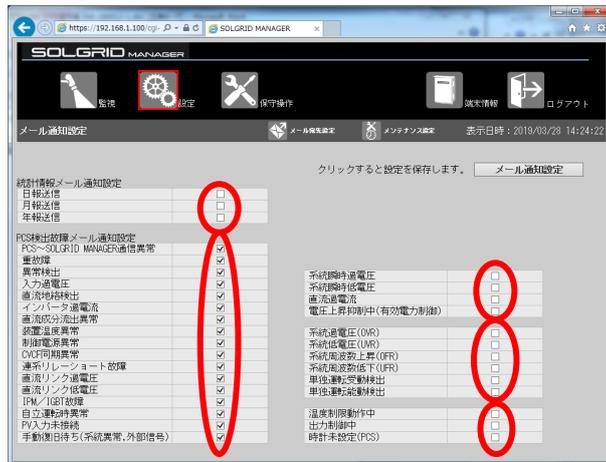 https://192.168.1.100/cgi-
SOLGRID MANAGER
SOLGRID MANAGER
監視
設定
保守操作
端末情報
ログアウト
メール通知設定
メール宛先設定
メンテナンス設定
表示日時：2019/03/28 14:24:22
クリックすると設定を保存します。
メール通知設定
統計情報メール通知設定
日報送信
月報送信
年報送信
PCS検出故障メール通知設定
PCS～SOLGRID MANAGER通信異常
重故障
異常検出
入力過電圧
直流地絡検出
インバータ過電流
直流成分流出異常
装置温度異常
制御電源異常
CVCF同期異常
連系リレーショート故障
直流リンク過電圧
直流リンク低電圧
IPM／IGBT故障
自立運転時異常
PV入力未接続
手動復旧待ち(系統異常,外部信号)
系統瞬時過電圧
系統瞬時低電圧
直流過電流
電圧上昇抑制中(有効電力制御)
系統過電圧(OVR)
系統低電圧(UVR)
系統周波数上昇(OFR)
系統周波数低下(UFR)
単独運転受動検出
単独運転能動検出
温度制限動作中
出力制御中
時計未設定(PCS)